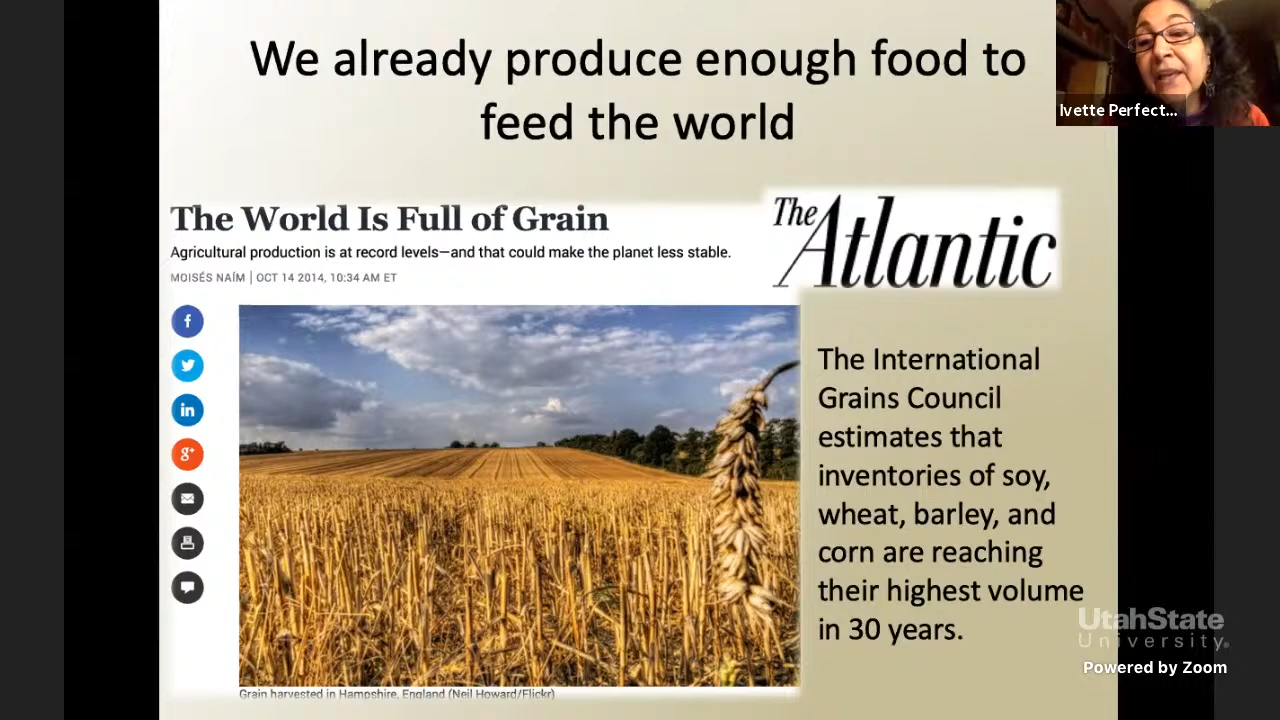 We already produce enough food to
feed the world
Ivette Perfect...
The World Is Full of Grain
Agricultural production is at record levels—and that could make the planet less stable.
MOISÉS NAÍM | OCT 14 2014, 10:34 AM ET
The Atlantic
f
in
g+
The International
Grains Council
estimates that
inventories of soy,
wheat, barley, and
corn are reaching
their highest volume
in 30 years.
Grain harvested in Hampshire, England (Neil Howard/Flickr)
UtahState
University®
Powered by Zoom